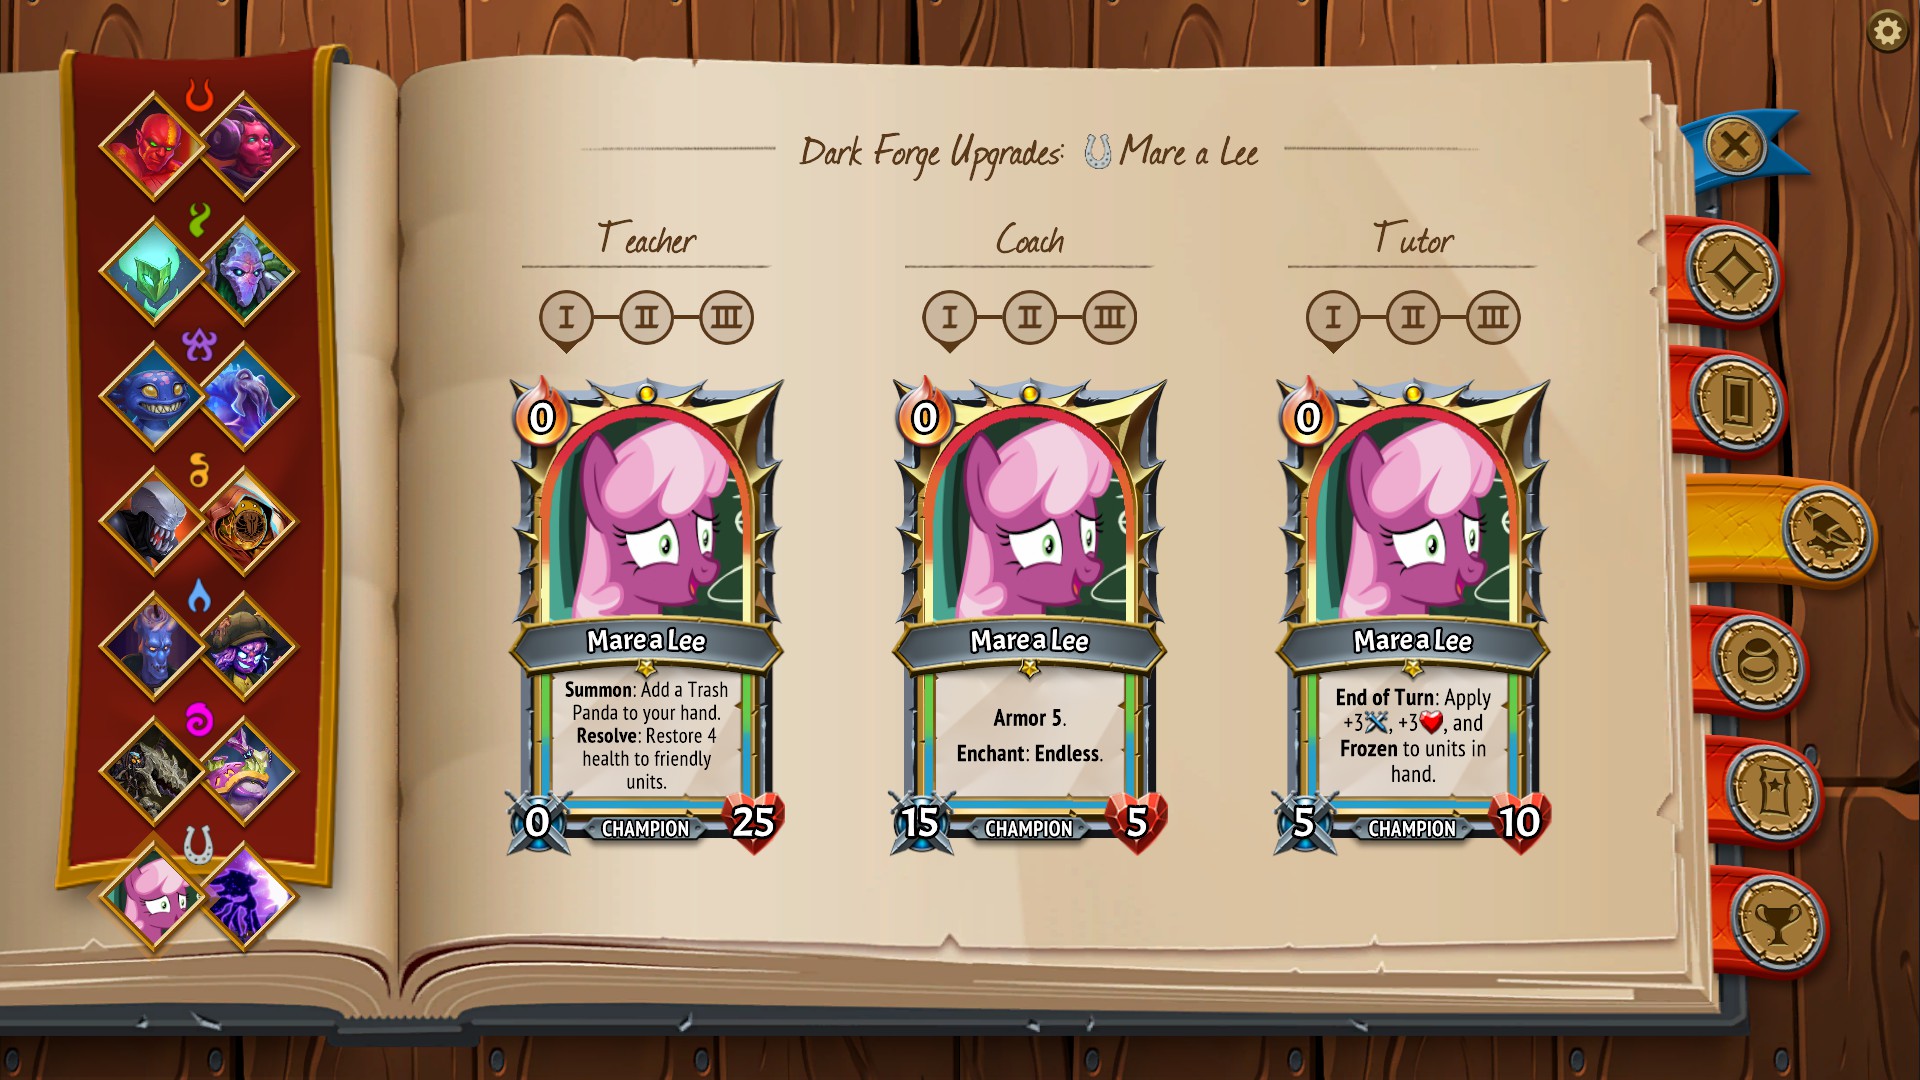 Dark Forge Upgrades: Mare a Lee
Teacher
I II III
0
Mare a Lee
Summon: Add a Trash
Panda to your hand.
Resolve: Restore 4
health to friendly
units.
0 CHAMPION 25
Coach
I II III
0
Mare a Lee
Armor 5.
Enchant: Endless.
15 CHAMPION 5
Tutor
I II III
0
Mare a Lee
End of Turn: Apply
+3, +3, and
Frozen to units in
hand.
5 CHAMPION 10